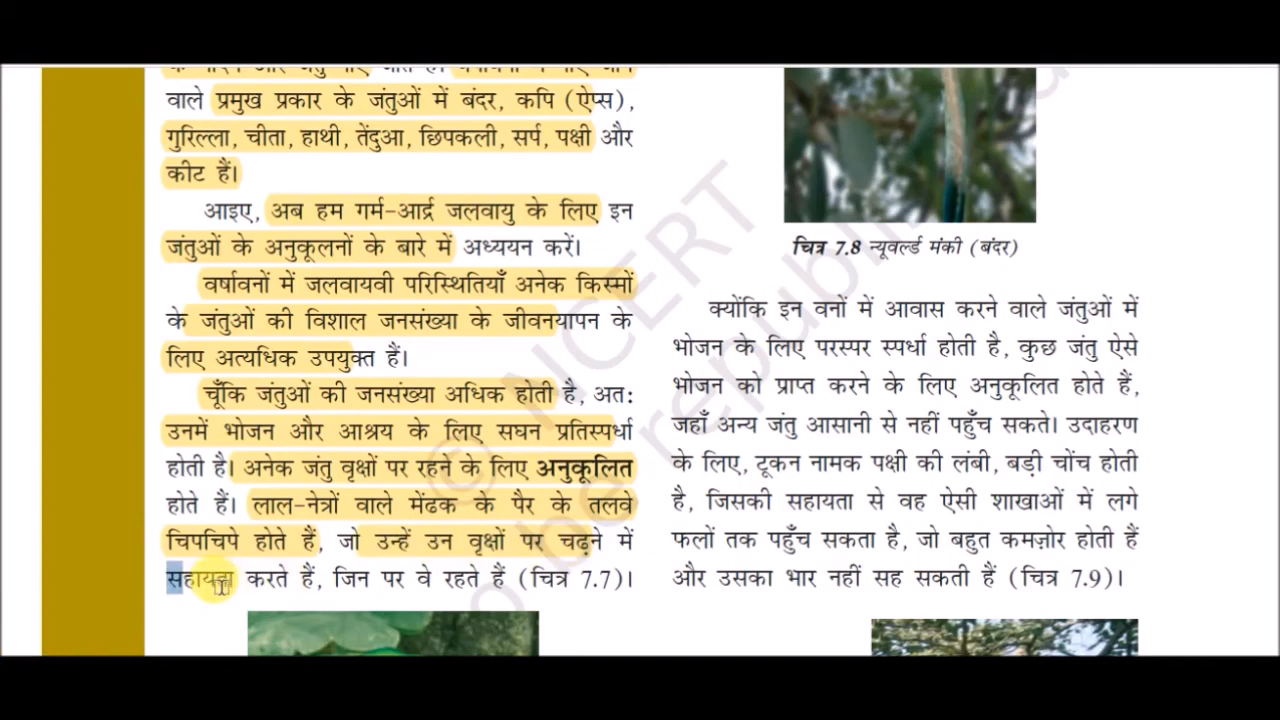 वाले प्रमुख प्रकार के जंतुओं में बंदर, कपि (ऐप्स),
गुरिल्ला, चीता, हाथी, तेंदुआ, छिपकली, सर्प, पक्षी और
कीट हैं।
आइए, अब हम गर्म-आर्द्र जलवायु के लिए इन
जंतुओं के अनुकूलनों के बारे में अध्ययन करें।
वर्षावनों में जलवायवी परिस्थितियाँ अनेक किस्मों
के जंतुओं की विशाल जनसंख्या के जीवनयापन के
लिए अत्यधिक उपयुक्त हैं।
चूँकि जंतुओं की जनसंख्या अधिक होती है, अत:
उनमें भोजन और आश्रय के लिए सघन प्रतिस्पर्धा
होती है। अनेक जंतु वृक्षों पर रहने के लिए अनुकूलित
होते हैं। लाल-नेत्रों वाले मेंढक के पैर के तलवे
चिपचिपे होते हैं, जो उन्हें उन वृक्षों पर चढ़ने में
सहायता करते हैं, जिन पर वे रहते हैं (चित्र 7.7)।
चित्र 7.8 न्यूवर्ल्ड मंकी (बंदर)
क्योंकि इन वनों में आवास करने वाले जंतुओं में
भोजन के लिए परस्पर स्पर्धा होती है, कुछ जंतु ऐसे
भोजन को प्राप्त करने के लिए अनुकूलित होते हैं,
जहाँ अन्य जंतु आसानी से नहीं पहुँच सकते। उदाहरण
के लिए, टूकन नामक पक्षी की लंबी, बड़ी चोंच होती
है, जिसकी सहायता से वह ऐसी शाखाओं में लगे
फलों तक पहुँच सकता है, जो बहुत कमज़ोर होती हैं
और उसका भार नहीं सह सकती हैं (चित्र 7.9)।
© NCERT
o be republi